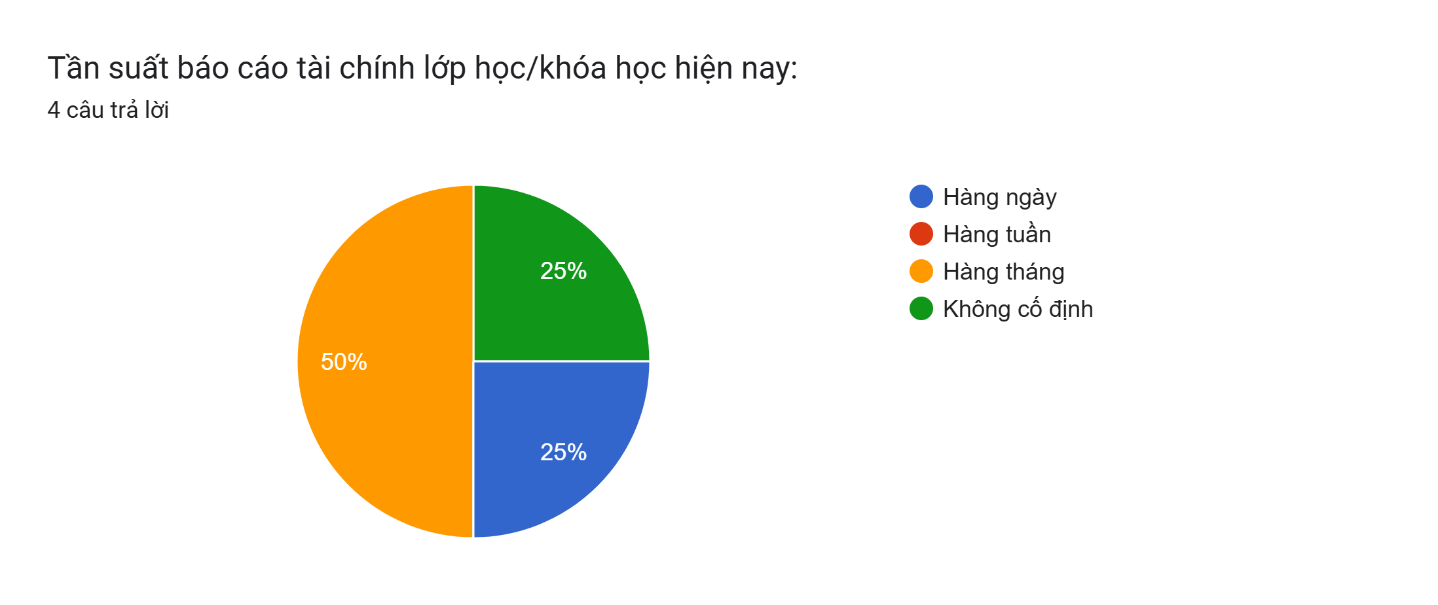 Tần suất báo cáo tài chính lớp học/khóa học hiện nay:
4 câu trả lời
25%
50%
25%
Hàng ngày
Hàng tuần
Hàng tháng
Không cố định